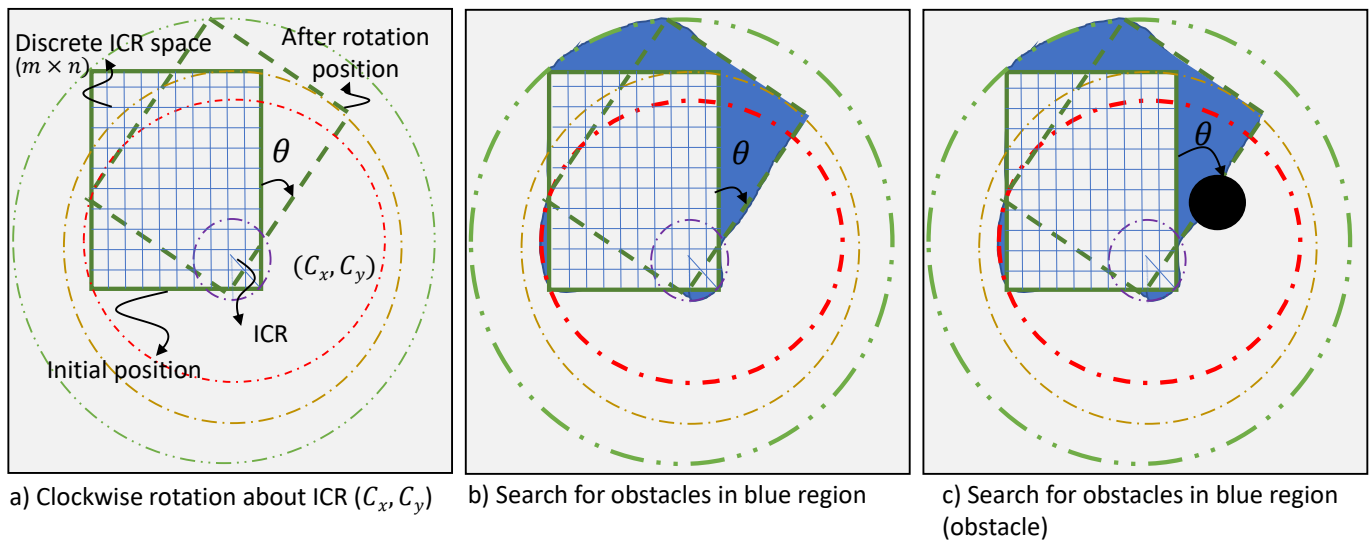 Discrete ICR space
(m × n)
After rotation
position
θ
(C_x, C_y)
ICR
Initial position
a) Clockwise rotation about ICR (C_x, C_y)
θ
b) Search for obstacles in blue region
θ
c) Search for obstacles in blue region
(obstacle)